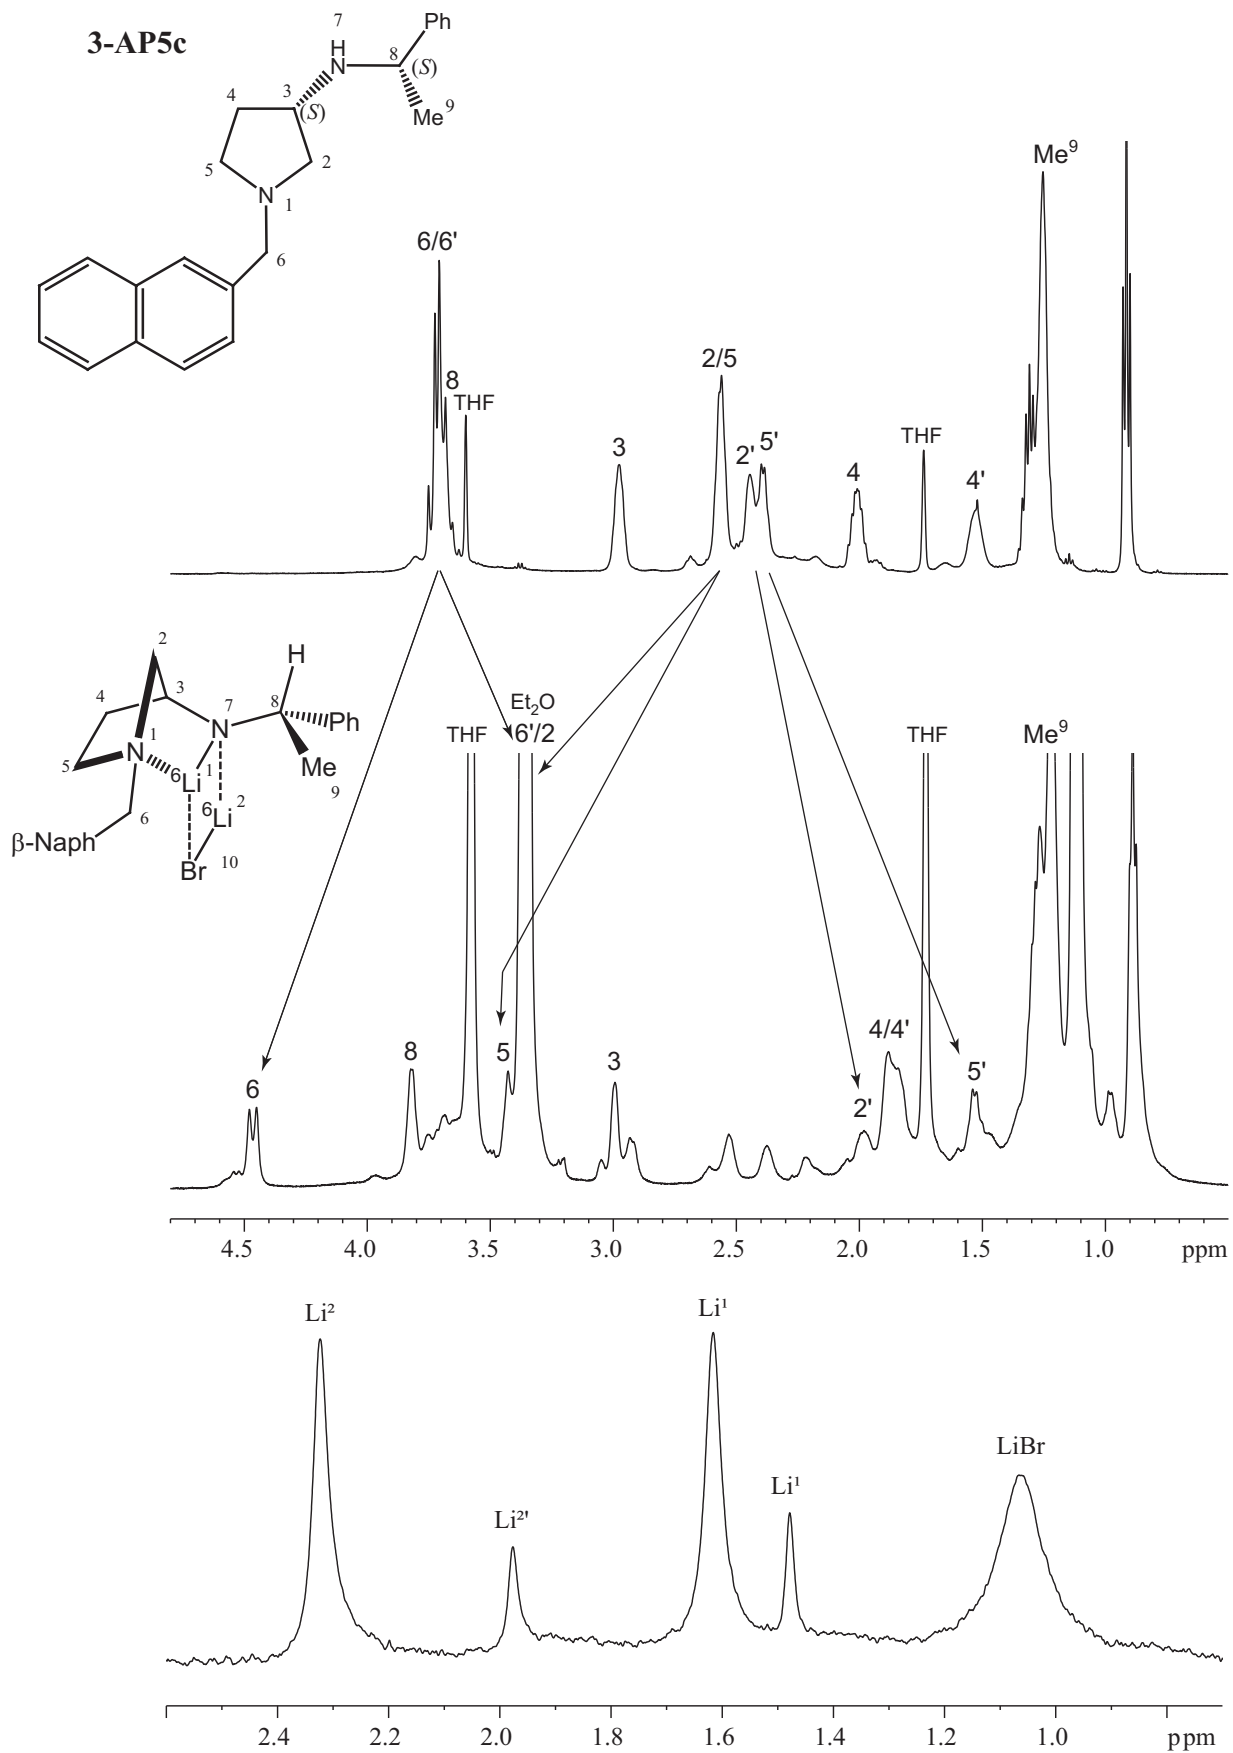 3-AP5c
7
H
N
Ph
8
(S)
Me⁹
3
(S)
4
5
2
N
1
6
6/6'
8
THF
3
2/5
2'
5'
4
THF
4'
Me⁹
2
4
3
7
N
8
H
Ph
Me
9
5
N
1
⁶Li
1
⁶Li
2
6
β-Naph
Br
10
6
8
THF
5
Et₂O
6'/2
3
2'
4/4'
THF
5'
Me⁹
4.5 4.0 3.5 3.0 2.5 2.0 1.5 1.0 ppm
Li²
Li²'
Li¹
Li¹
LiBr
2.4 2.2 2.0 1.8 1.6 1.4 1.2 1.0 ppm